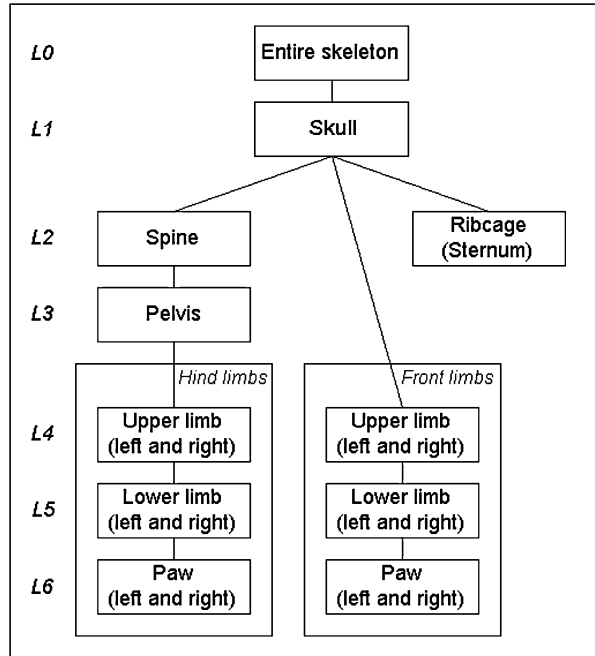 L0
Entire skeleton
L1
Skull
L2
Spine
Ribcage
(Sternum)
L3
Pelvis
Hind limbs
Front limbs
L4
Upper limb
(left and right)
Upper limb
(left and right)
L5
Lower limb
(left and right)
Lower limb
(left and right)
L6
Paw
(left and right)
Paw
(left and right)